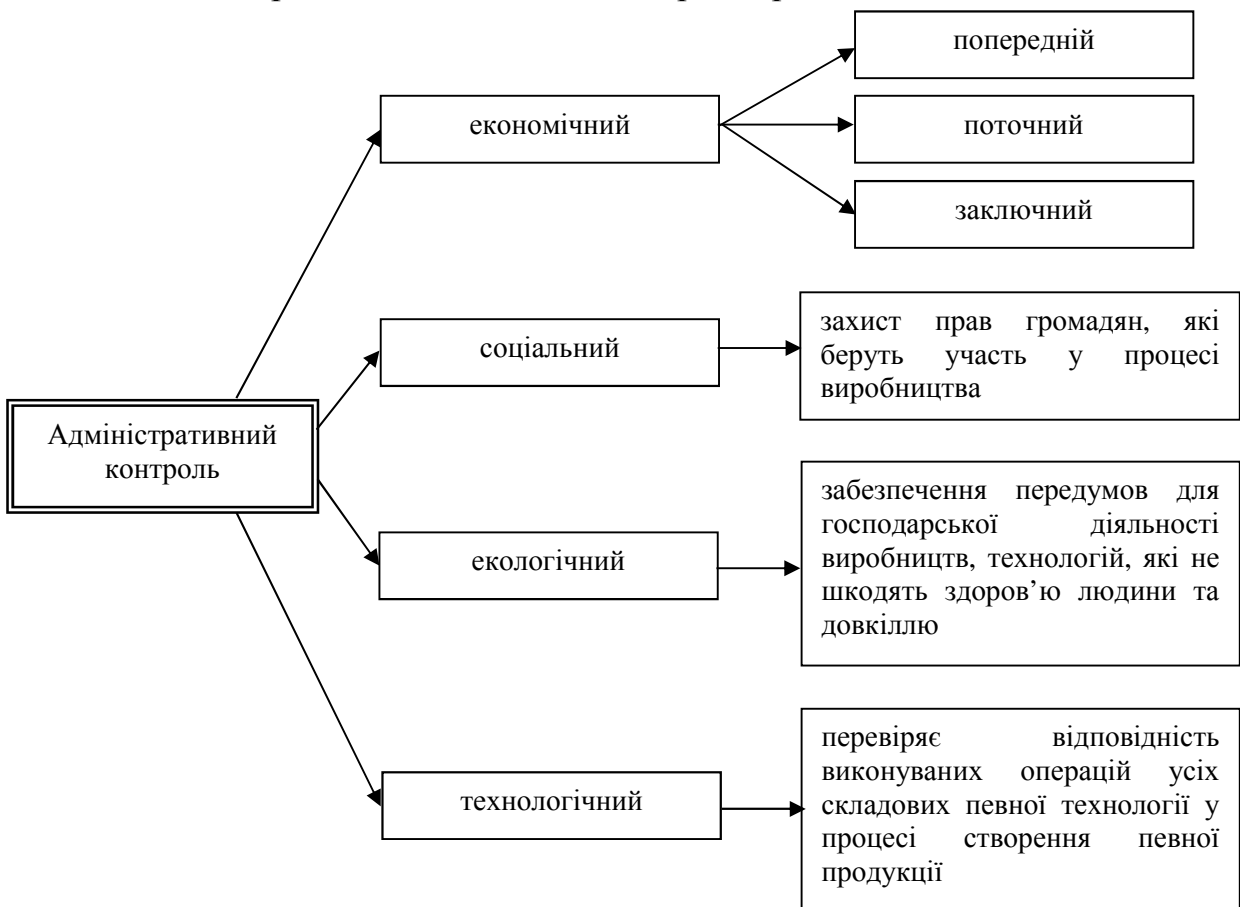 попередній
економічний
поточний
заключний
соціальний
захист прав громадян, які
беруть участь у процесі
виробництва
Адміністративний
контроль
екологічний
забезпечення передумов для
господарської діяльності
виробництв, технологій, які не
шкодять здоров’ю людини та
довкіллю
технологічний
перевіряє відповідність
виконуваних операцій усіх
складових певної технології у
процесі створення певної
продукції